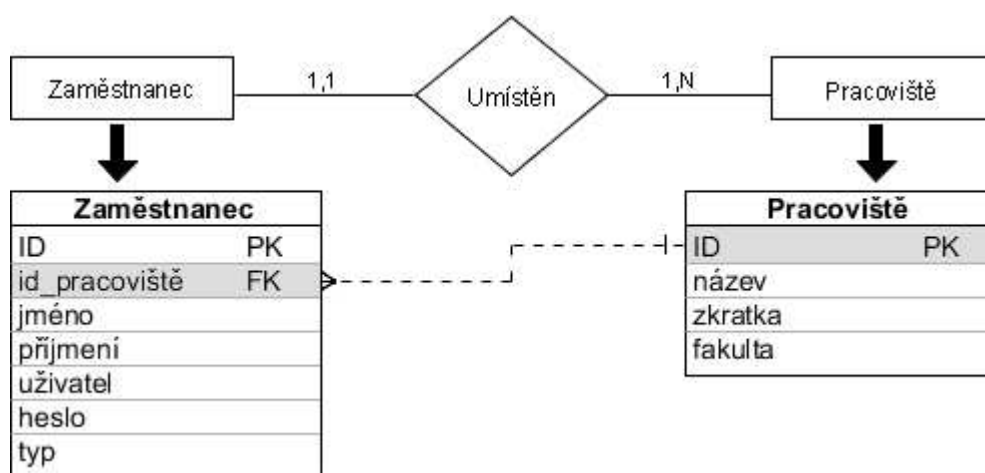 Zaměstnanec
1,1
Umístěn
1,N
Pracoviště
Zaměstnanec
ID PK
id_pracoviště FK
jméno
příjmení
uživatel
heslo
typ
Pracoviště
ID PK
název
zkratka
fakulta